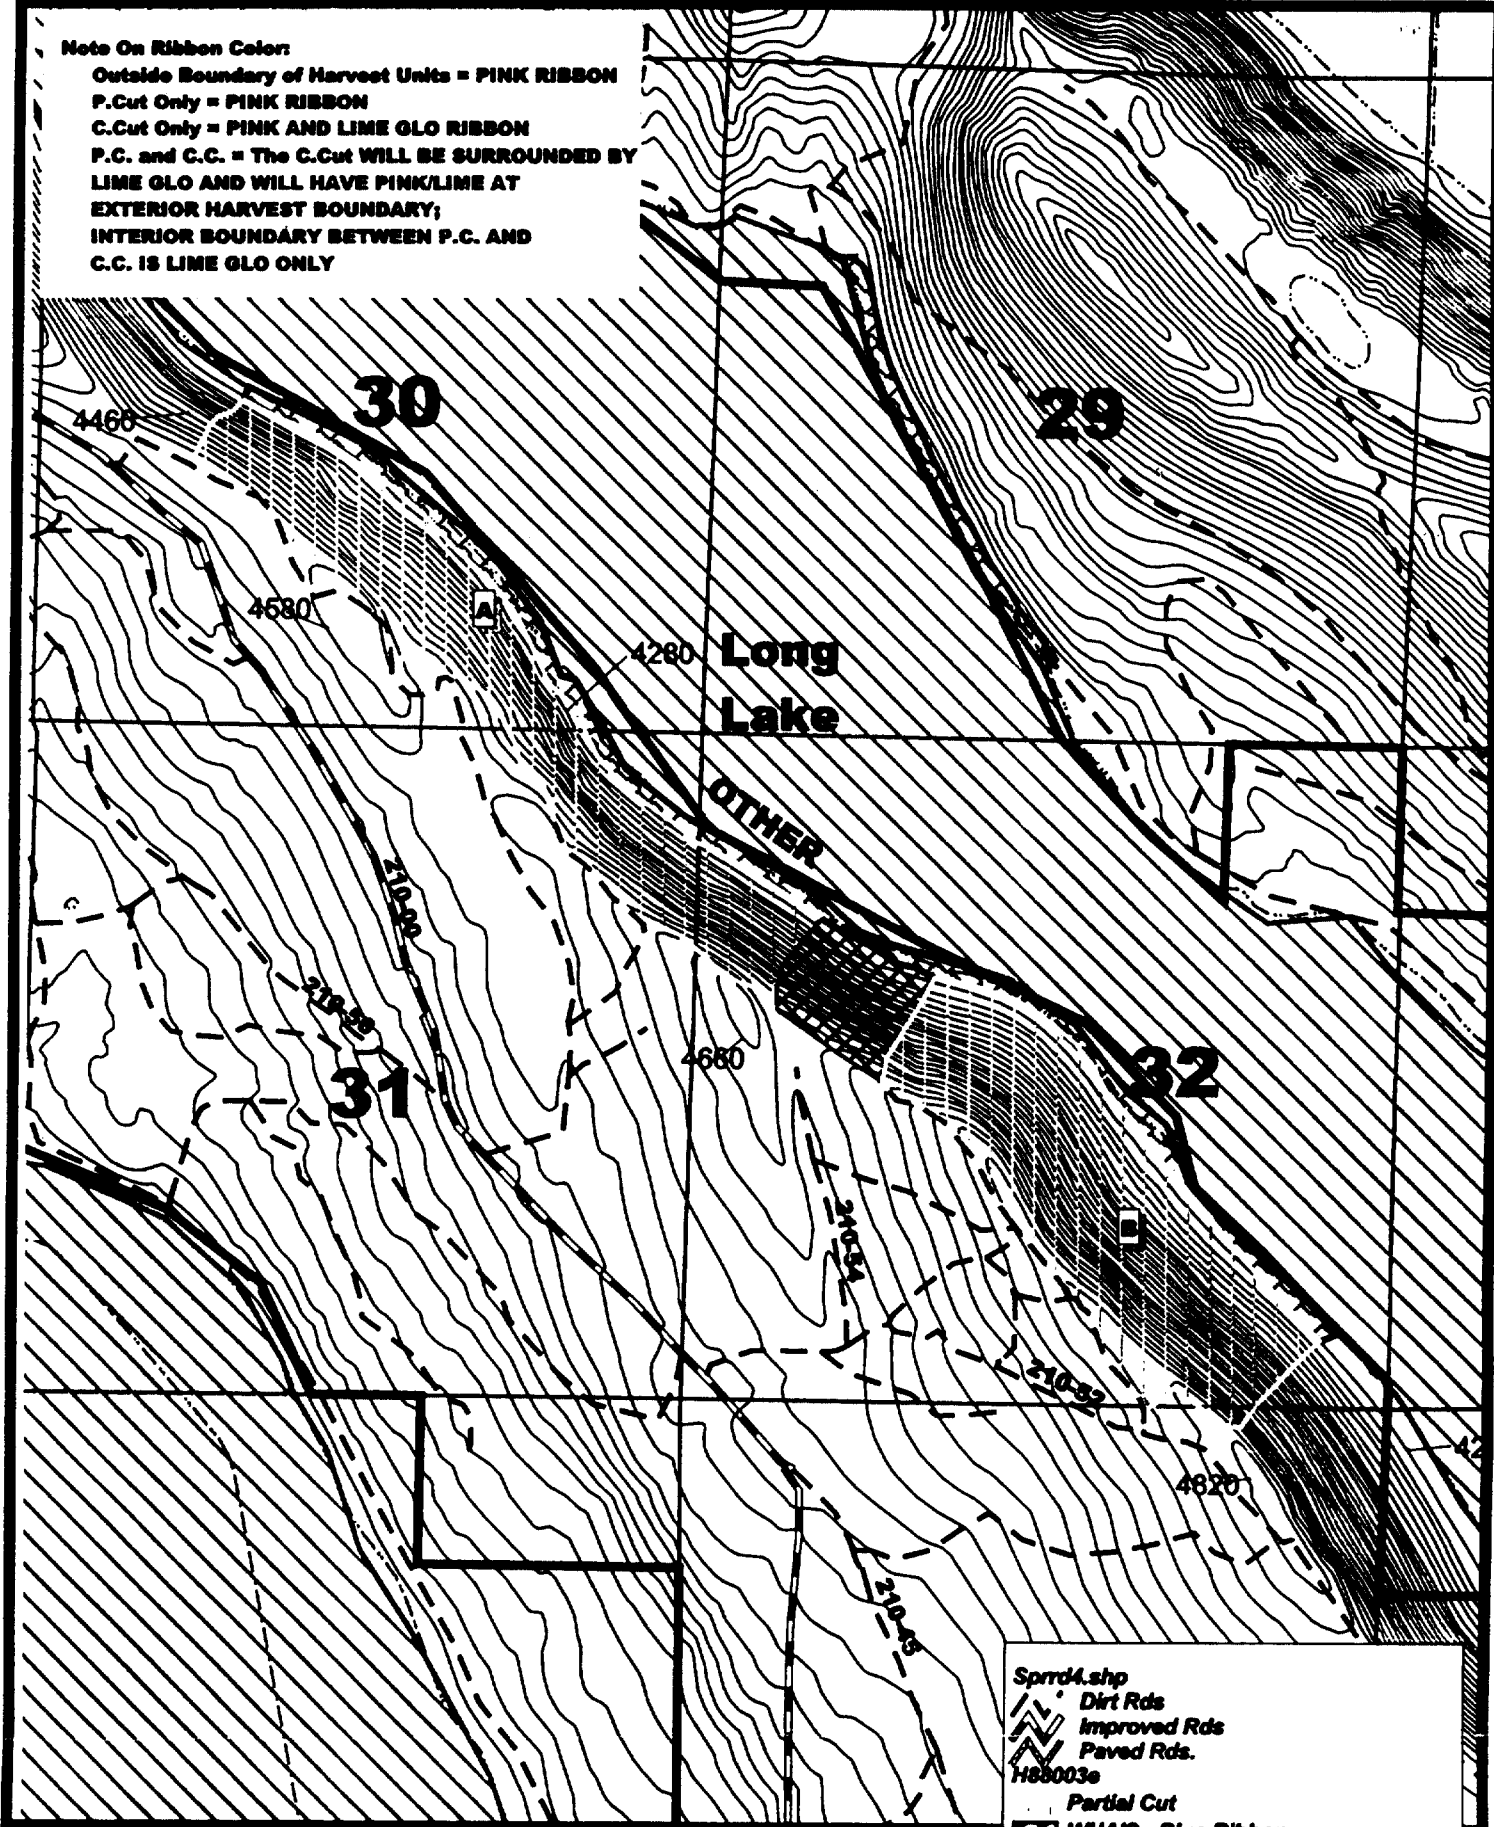 Note On Ribbon Color:
Outside Boundary of Harvest Units = PINK RIBBON
P.Cut Only = PINK RIBBON
C.Cut Only = PINK AND LIME GLO RIBBON
P.C. and C.C. = The C.Cut WILL BE SURROUNDED BY
LIME GLO AND WILL HAVE PINK/LIME AT
EXTERIOR HARVEST BOUNDARY;
INTERIOR BOUNDARY BETWEEN P.C. AND
C.C. IS LIME GLO ONLY
30
29
4460
4580
A
4280
Long
Lake
OTHER
210-00
210-50
31
4660
32
210-54
B
210-52
4820
210-45
Sprrd4.shp
Dirt Rds
Improved Rds
Paved Rds.
H88003e
Partial Cut